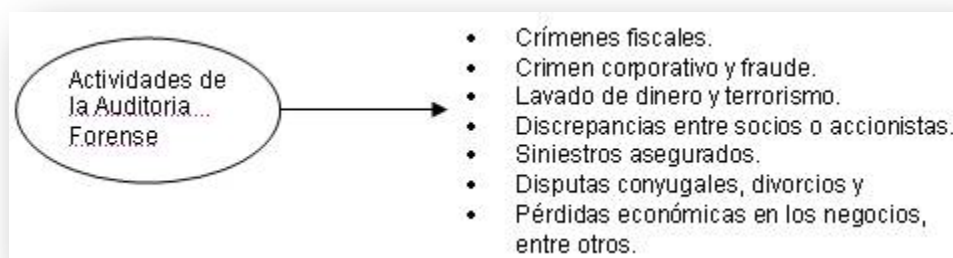 Actividades de
la Auditoria
Forense
• Crímenes fiscales.
• Crimen corporativo y fraude.
• Lavado de dinero y terrorismo.
• Discrepancias entre socios o accionistas.
• Siniestros asegurados.
• Disputas conyugales, divorcios y
• Pérdidas económicas en los negocios,
entre otros.